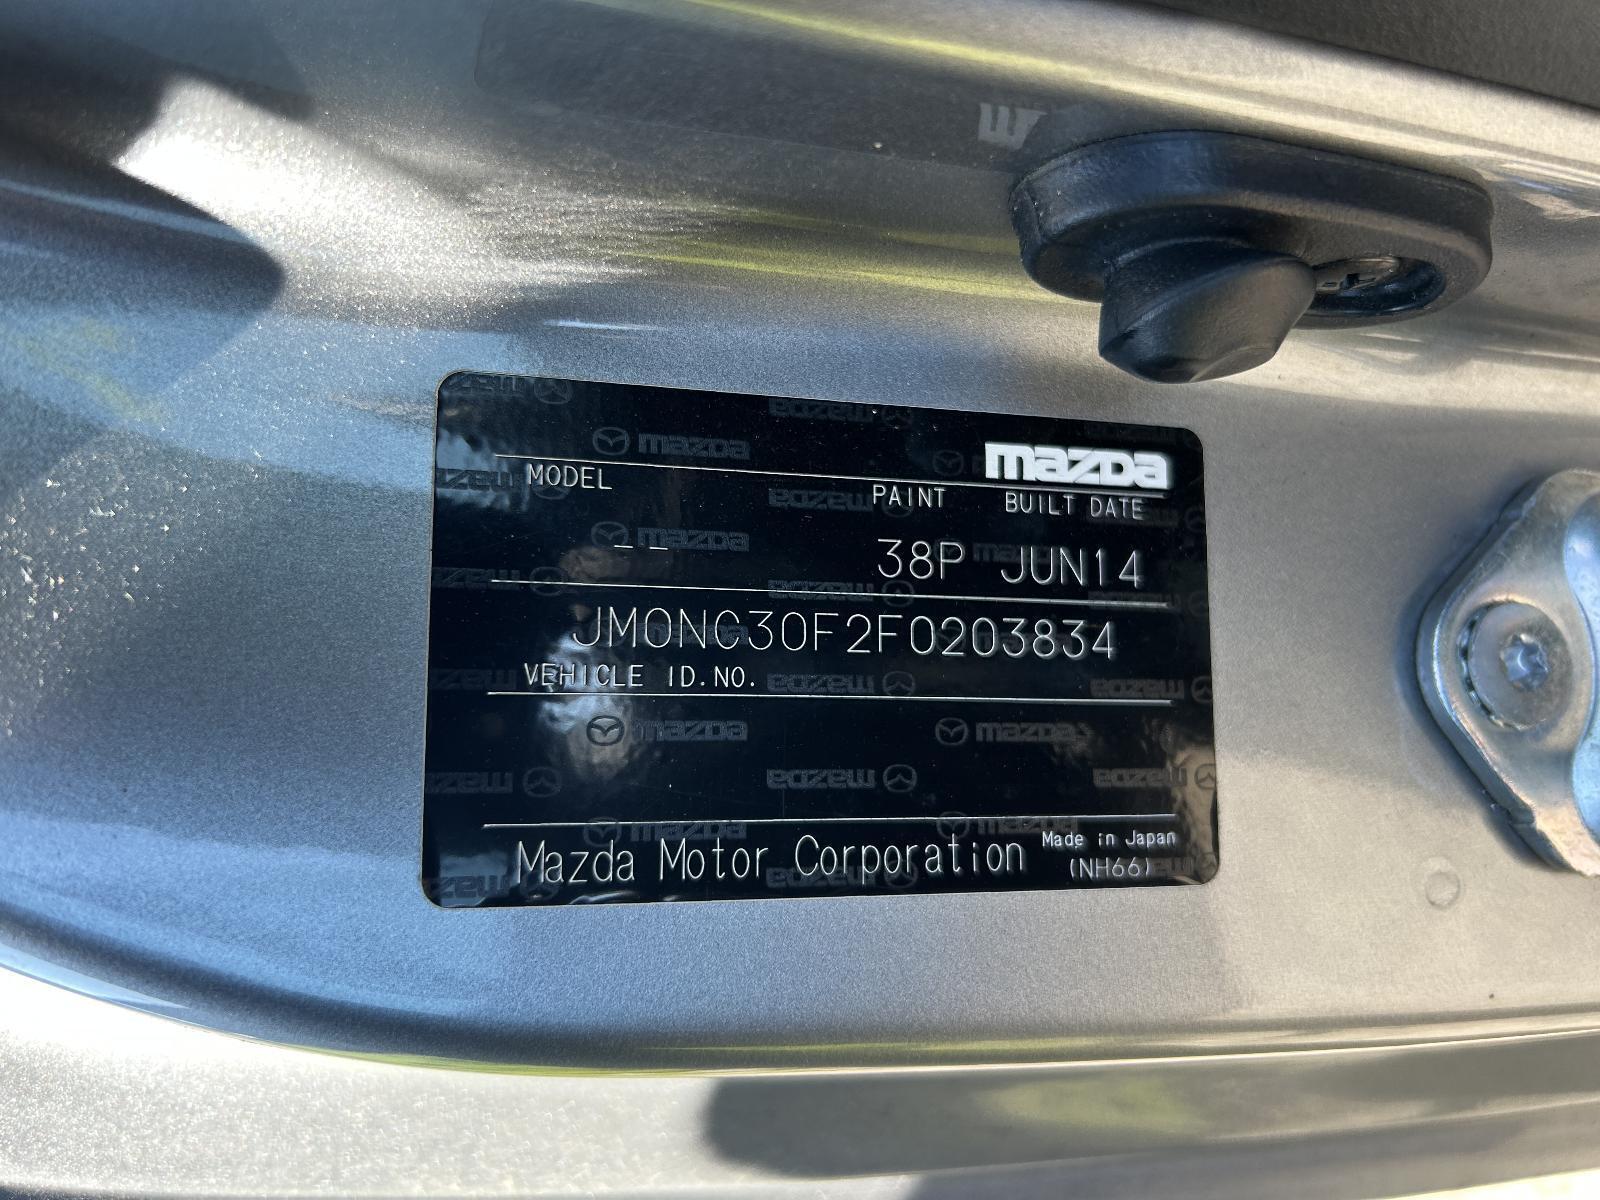 mazda
MODEL PAINT BUILT DATE
-- 38P JUN14
JM0NC30F2F0203834
VEHICLE ID.NO.
Mazda Motor Corporation Made in Japan
(NH66)